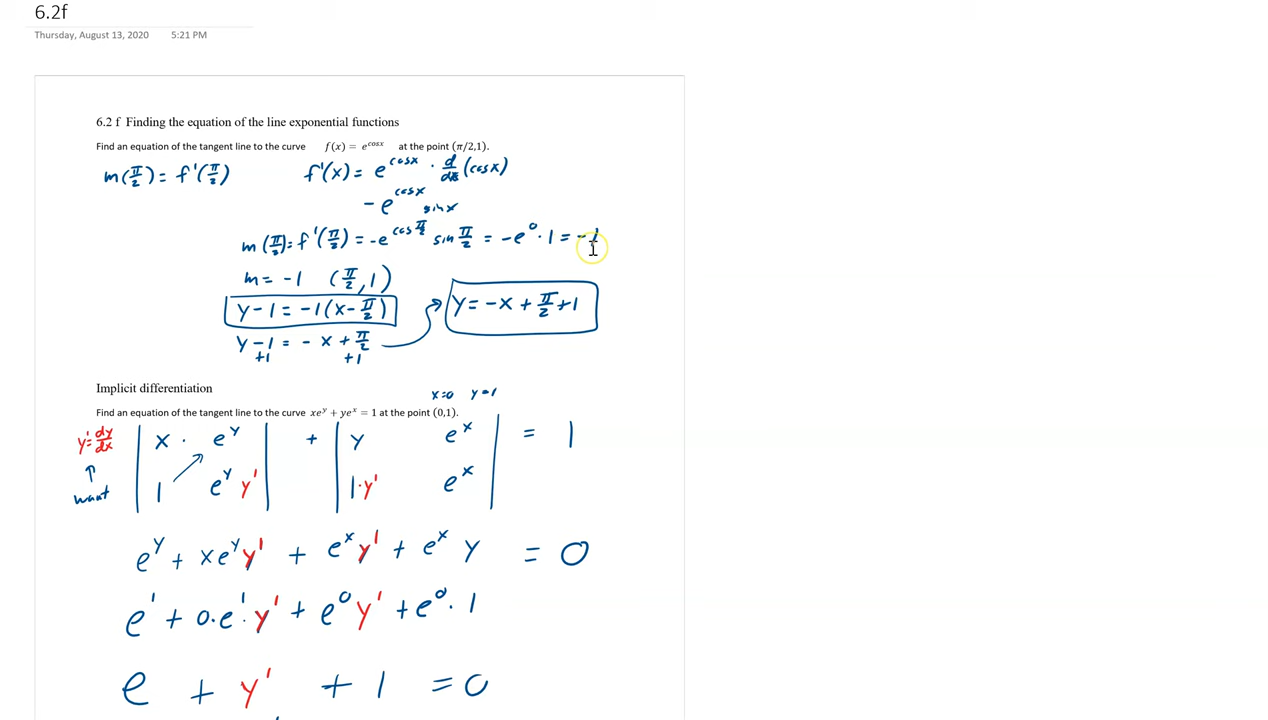 6.2f
Thursday, August 13, 2020 5:21 PM
6.2 f Finding the equation of the line exponential functions
Find an equation of the tangent line to the curve f(x) = e^{cosx} at the point (π/2,1).
m(π/2) = f'(π/2) f'(x) = e^{cosx} · d/dx (cosx)
- e^{cosx} sinx
m(π/2) = f'(π/2) = -e^{cos π/2} sin π/2 = -e^0 · 1 = -1
m = -1 (π/2, 1)
y-1 = -1(x- π/2) y = -x + π/2 +1
y-1 = - x + π/2
+1 +1
Implicit differentiation
x=0 y=1
Find an equation of the tangent line to the curve xe^y + ye^x = 1 at the point (0,1).
y'= dy/dx x · e^y + y e^x = 1
want 1 e^y y' 1·y' e^x
e^y + xe^y y' + e^x y' + e^x y = 0
e^1 + 0·e^1·y' + e^0 y' + e^0 · 1
e + y' + 1 = 0